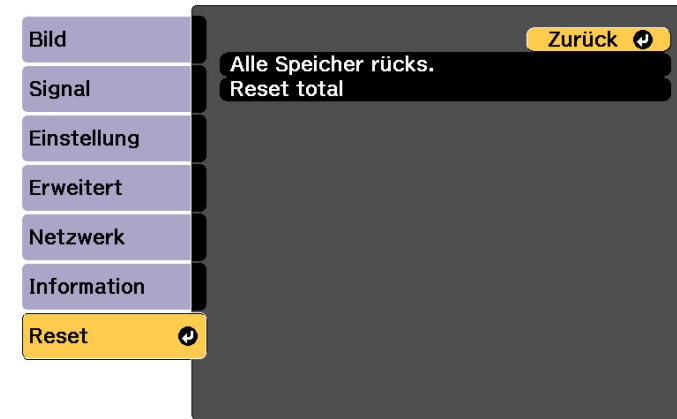 Bild
Signal
Einstellung
Erweitert
Netzwerk
Information
Reset
Zurück
Alle Speicher rücks.
Reset total